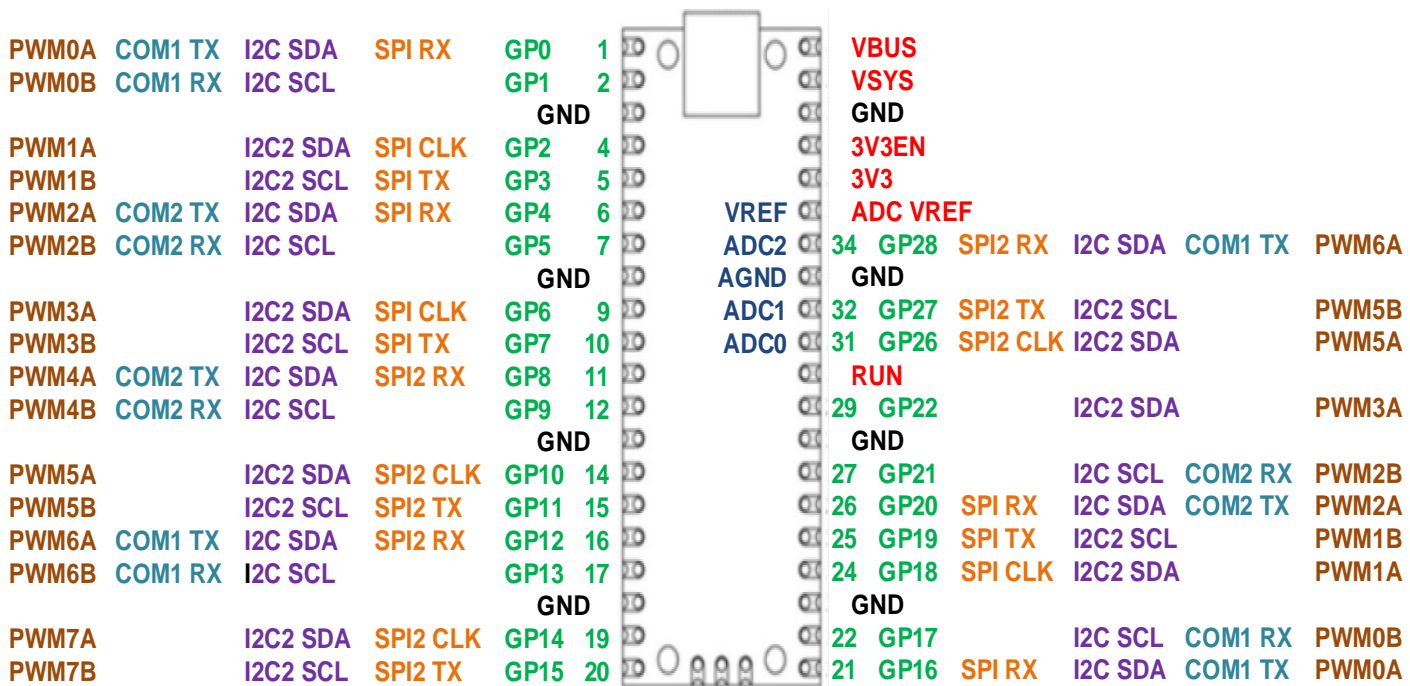 PWM0A COM1 TX I2C SDA SPI RX GP0 1 VBUS
PWM0B COM1 RX I2C SCL GP1 2 VSYS
GND GND
PWM1A I2C2 SDA SPI CLK GP2 4 3V3EN
PWM1B I2C2 SCL SPI TX GP3 5 3V3
PWM2A COM2 TX I2C SDA SPI RX GP4 6 VREF ADC VREF
PWM2B COM2 RX I2C SCL GP5 7 ADC2 34 GP28 SPI2 RX I2C SDA COM1 TX PWM6A
GND AGND GND
PWM3A I2C2 SDA SPI CLK GP6 9 ADC1 32 GP27 SPI2 TX I2C2 SCL PWM5B
PWM3B I2C2 SCL SPI TX GP7 10 ADC0 31 GP26 SPI2 CLK I2C2 SDA PWM5A
PWM4A COM2 TX I2C SDA SPI2 RX GP8 11 RUN
PWM4B COM2 RX I2C SCL GP9 12 29 GP22 I2C2 SDA PWM3A
GND GND
PWM5A I2C2 SDA SPI2 CLK GP10 14 27 GP21 I2C SCL COM2 RX PWM2B
PWM5B I2C2 SCL SPI2 TX GP11 15 26 GP20 SPI RX I2C SDA COM2 TX PWM2A
PWM6A COM1 TX I2C SDA SPI2 RX GP12 16 25 GP19 SPI TX I2C2 SCL PWM1B
PWM6B COM1 RX I2C SCL GP13 17 24 GP18 SPI CLK I2C2 SDA PWM1A
GND GND
PWM7A I2C2 SDA SPI2 CLK GP14 19 22 GP17 I2C SCL COM1 RX PWM0B
PWM7B I2C2 SCL SPI2 TX GP15 20 21 GP16 SPI RX I2C SDA COM1 TX PWM0A